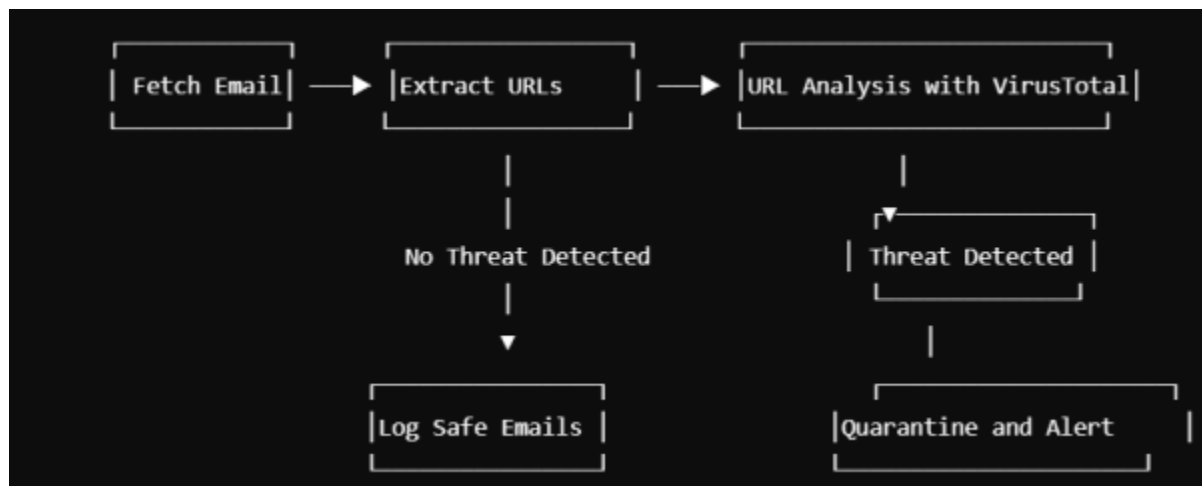 Fetch Email
Extract URLs
URL Analysis with VirusTotal
No Threat Detected
Threat Detected
Log Safe Emails
Quarantine and Alert